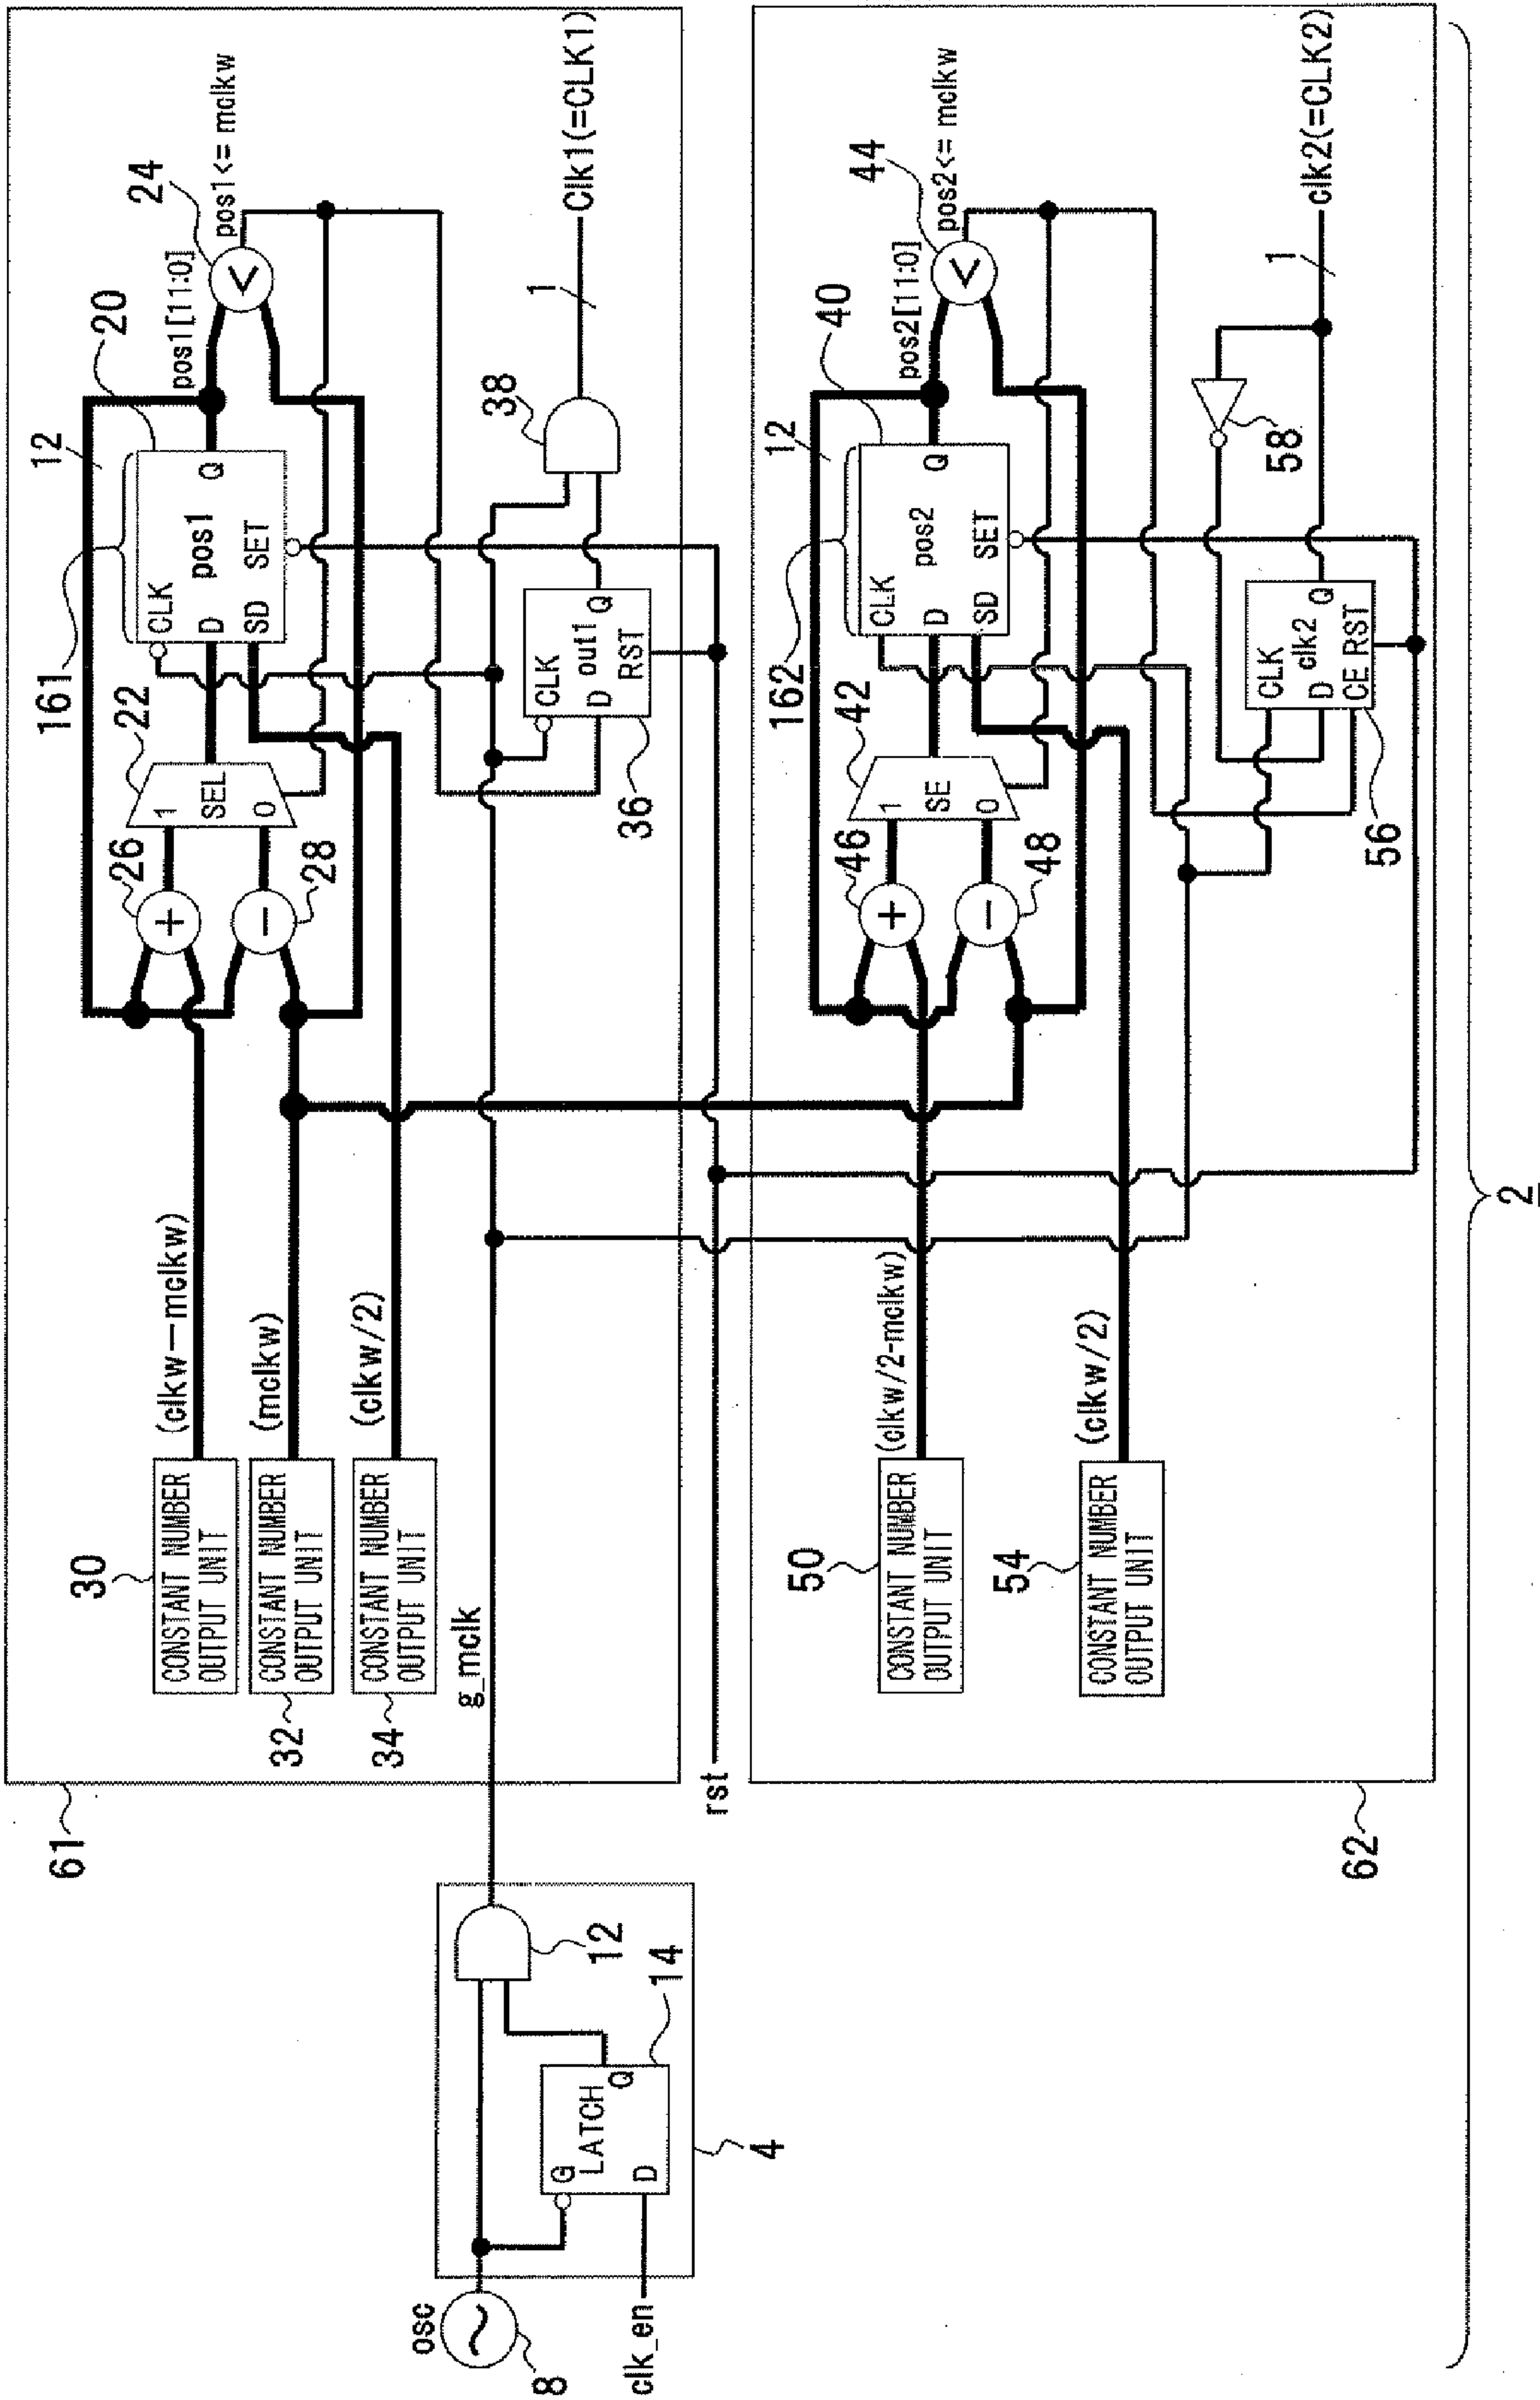 61
30
CONSTANT NUMBER
OUTPUT UNIT
(clkw−mclkw)
32
CONSTANT NUMBER
OUTPUT UNIT
(mclkw)
34
CONSTANT NUMBER
OUTPUT UNIT
(clkw/2)
26
+
28
−
22
1
SEL
0
161
12
20
CLK
D
pos1
Q
SD
SET
pos1[11:0]
24
<
pos1<= mclkw
36
CLK
D
out1
Q
RST
38
1
Clk1(=CLK1)
osc
8
clk_en
G
LATCH
D
Q
14
12
4
g_mclk
rst
62
50
CONSTANT NUMBER
OUTPUT UNIT
(clkw/2-mclkw)
54
CONSTANT NUMBER
OUTPUT UNIT
(clkw/2)
46
+
48
−
42
1
SE
0
162
12
40
CLK
D
pos2
Q
SD
SET
pos2[11:0]
44
<
pos2<= mclkw
56
CLK
D
clk2
Q
CE
RST
58
1
clk2(=CLK2)
2